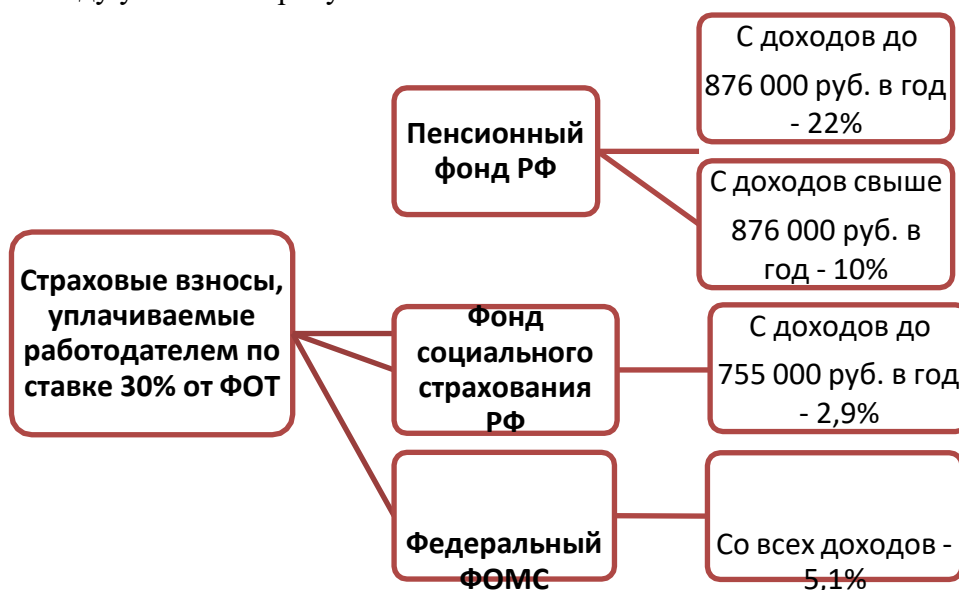 С доходов до
876 000 руб. в год
- 22%
Пенсионный
фонд РФ
С доходов свыше
876 000 руб. в
год - 10%
Страховые взносы,
уплачиваемые
работодателем по
ставке 30% от ФОТ
Фонд
социального
страхования
РФ
С доходов до
755 000 руб. в год
- 2,9%
Федеральный
ФОМС
Со всех доходов -
5,1%